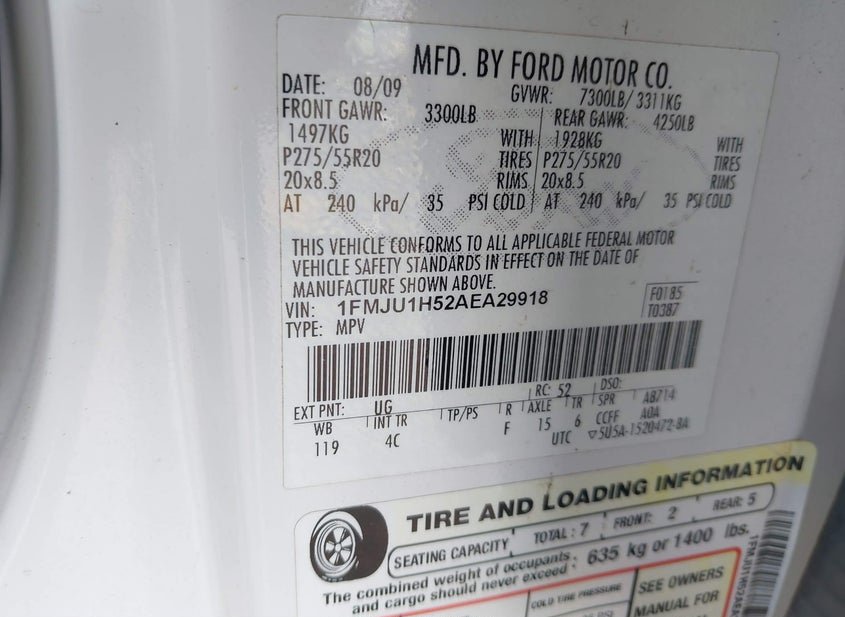 MFD. BY FORD MOTOR CO.
DATE: 08/09 GVWR: 7300LB/ 3311KG
FRONT GAWR: 3300LB REAR GAWR: 4250LB
1497KG WITH 1928KG WITH
P275/55R20 TIRES P275/55R20 TIRES
20x8.5 RIMS 20x8.5 RIMS
AT 240 kPa/ 35 PSI COLD AT 240 kPa/ 35 PSI COLD
THIS VEHICLE CONFORMS TO ALL APPLICABLE FEDERAL MOTOR
VEHICLE SAFETY STANDARDS IN EFFECT ON THE DATE OF
MANUFACTURE SHOWN ABOVE.
VIN: 1FMJU1H52AEA29918 F0185
TYPE: MPV T0387
EXT PNT: UG RC: 52 DSO:
WB INT TR TP/PS R AXLE TR SPR AB714
119 4C F 15 6 CCFF AOA
UTC ▽5U5A-1520472-BA
TIRE AND LOADING INFORMATION
SEATING CAPACITY TOTAL: 7 FRONT: 2 REAR: 5
The combined weight of occupants
and cargo should never exceed: 635 kg or 1400 lbs.
COLD TIRE PRESSURE SEE OWNERS
MANUAL FOR